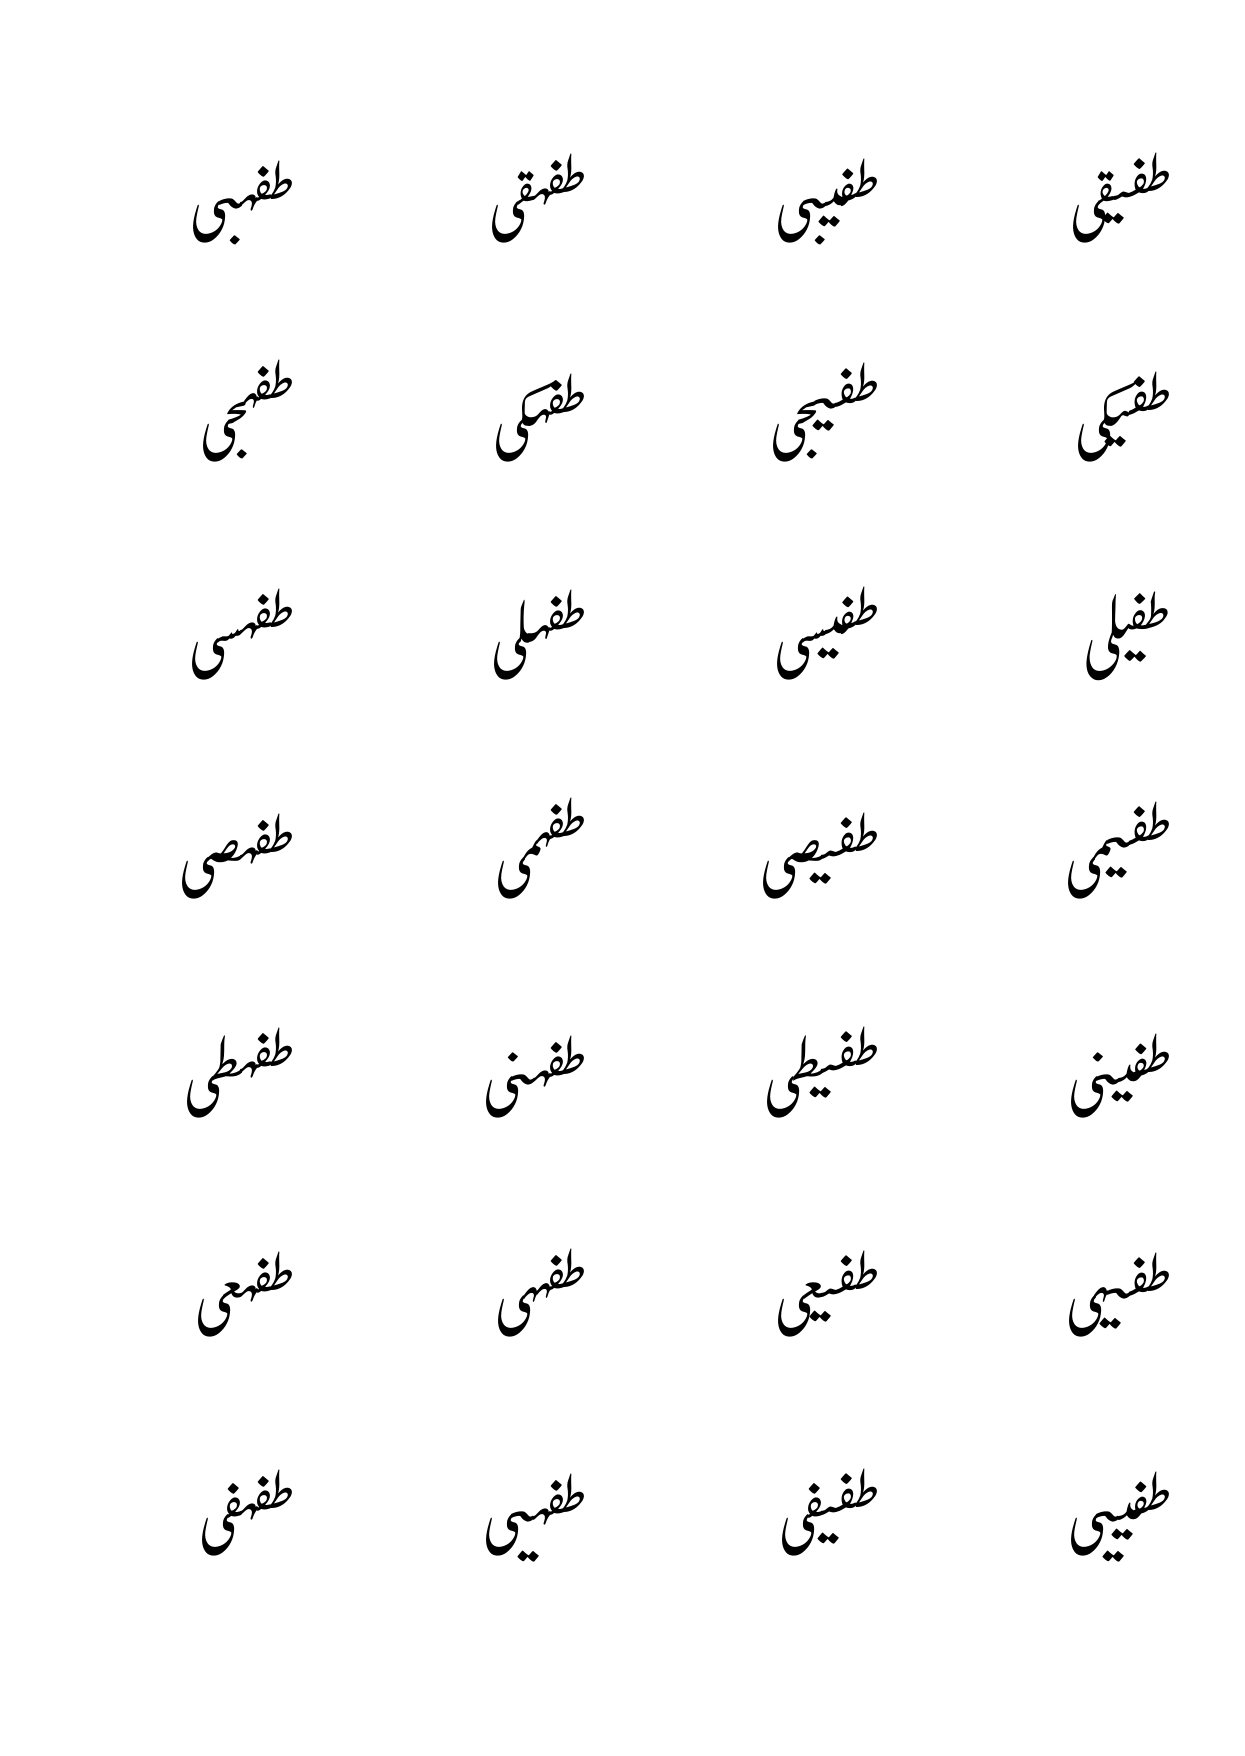 طفیقی طفیبی طفہقی طفہبی
طفیکی طفیجی طفہکی طفہجی
طفیلی طفیسی طفہلی طفہسی
طفیمی طفیصی طفہمی طفہصی
طفینی طفیطی طفہنی طفہطی
طفیہی طفیعی طفہہی طفہعی
طفییی طفیفی طفہیی طفہفی